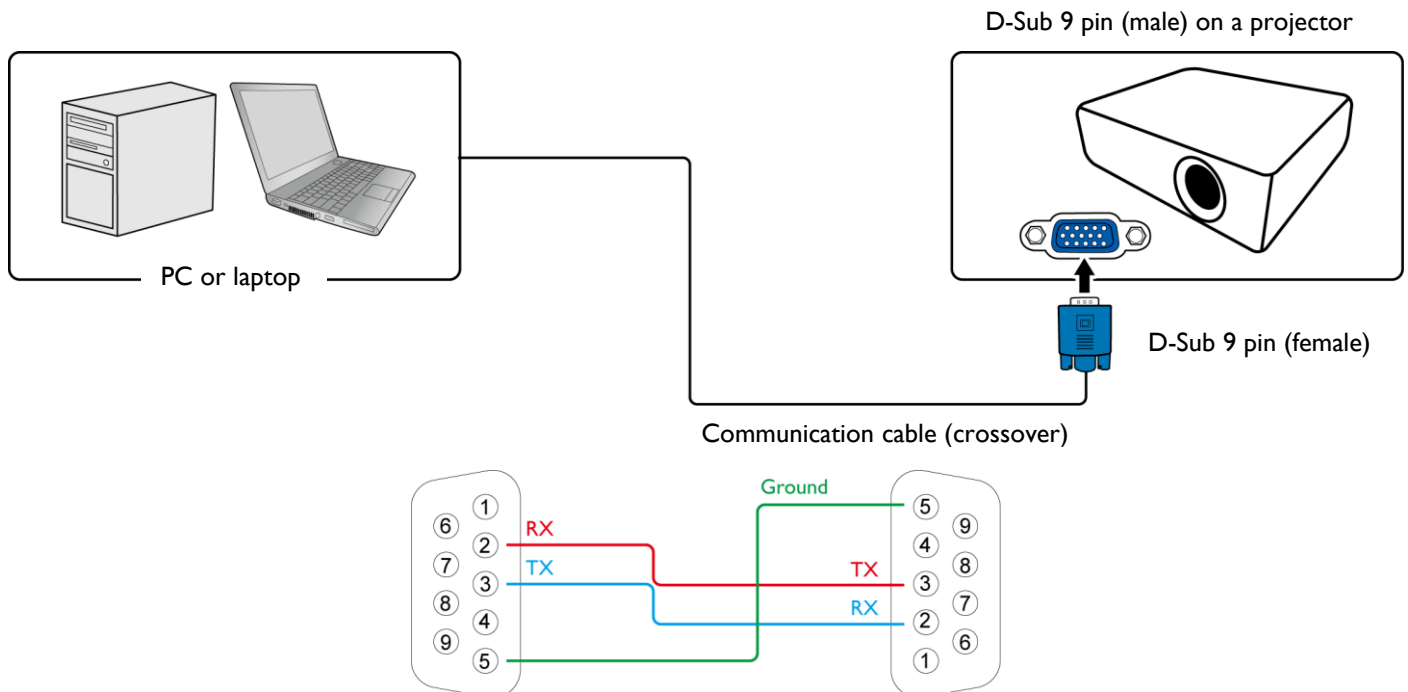 D-Sub 9 pin (male) on a projector
PC or laptop
D-Sub 9 pin (female)
Communication cable (crossover)
Ground
1
5
6
9
RX
2
4
7
TX
TX
8
3
3
8
RX
7
4
2
9
6
5
1